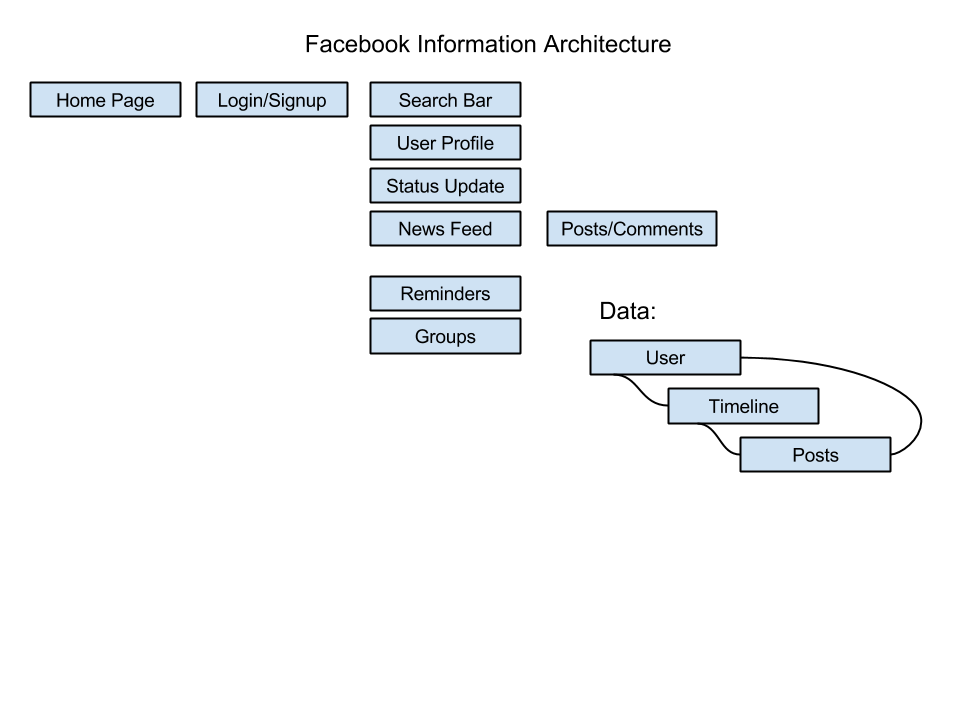 Facebook Information Architecture
Home Page
Login/Signup
Search Bar
User Profile
Status Update
News Feed
Posts/Comments
Reminders
Groups
Data:
User
Timeline
Posts